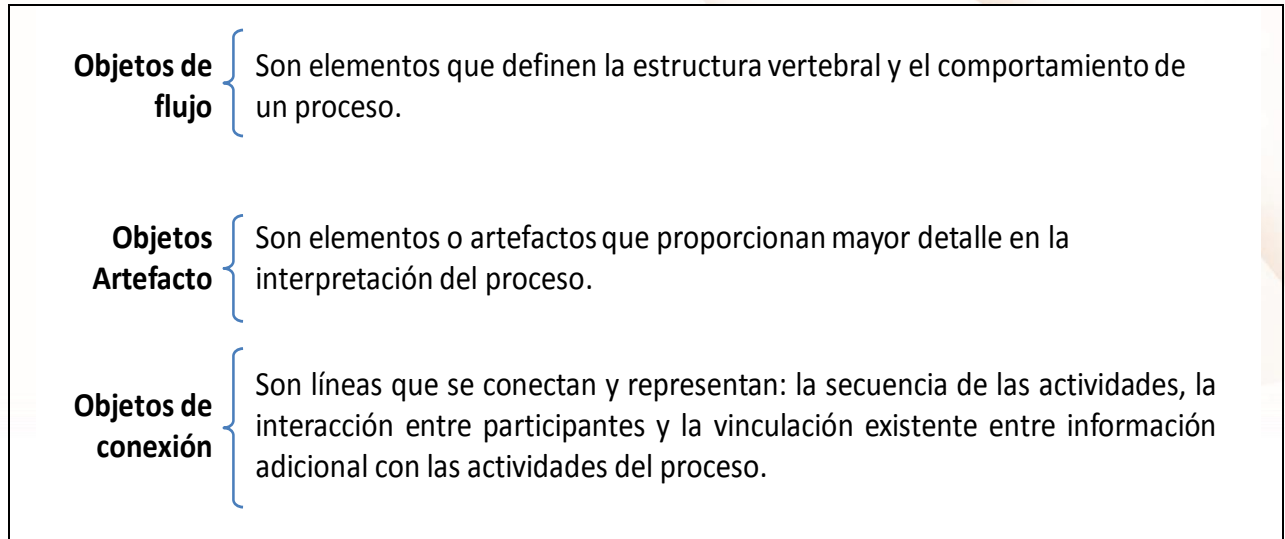 Objetos de
flujo
Son elementos que definen la estructura vertebral y el comportamiento de
un proceso.
Objetos
Artefacto
Son elementos o artefactos que proporcionan mayor detalle en la
interpretación del proceso.
Objetos de
conexión
Son líneas que se conectan y representan: la secuencia de las actividades, la
interacción entre participantes y la vinculación existente entre información
adicional con las actividades del proceso.